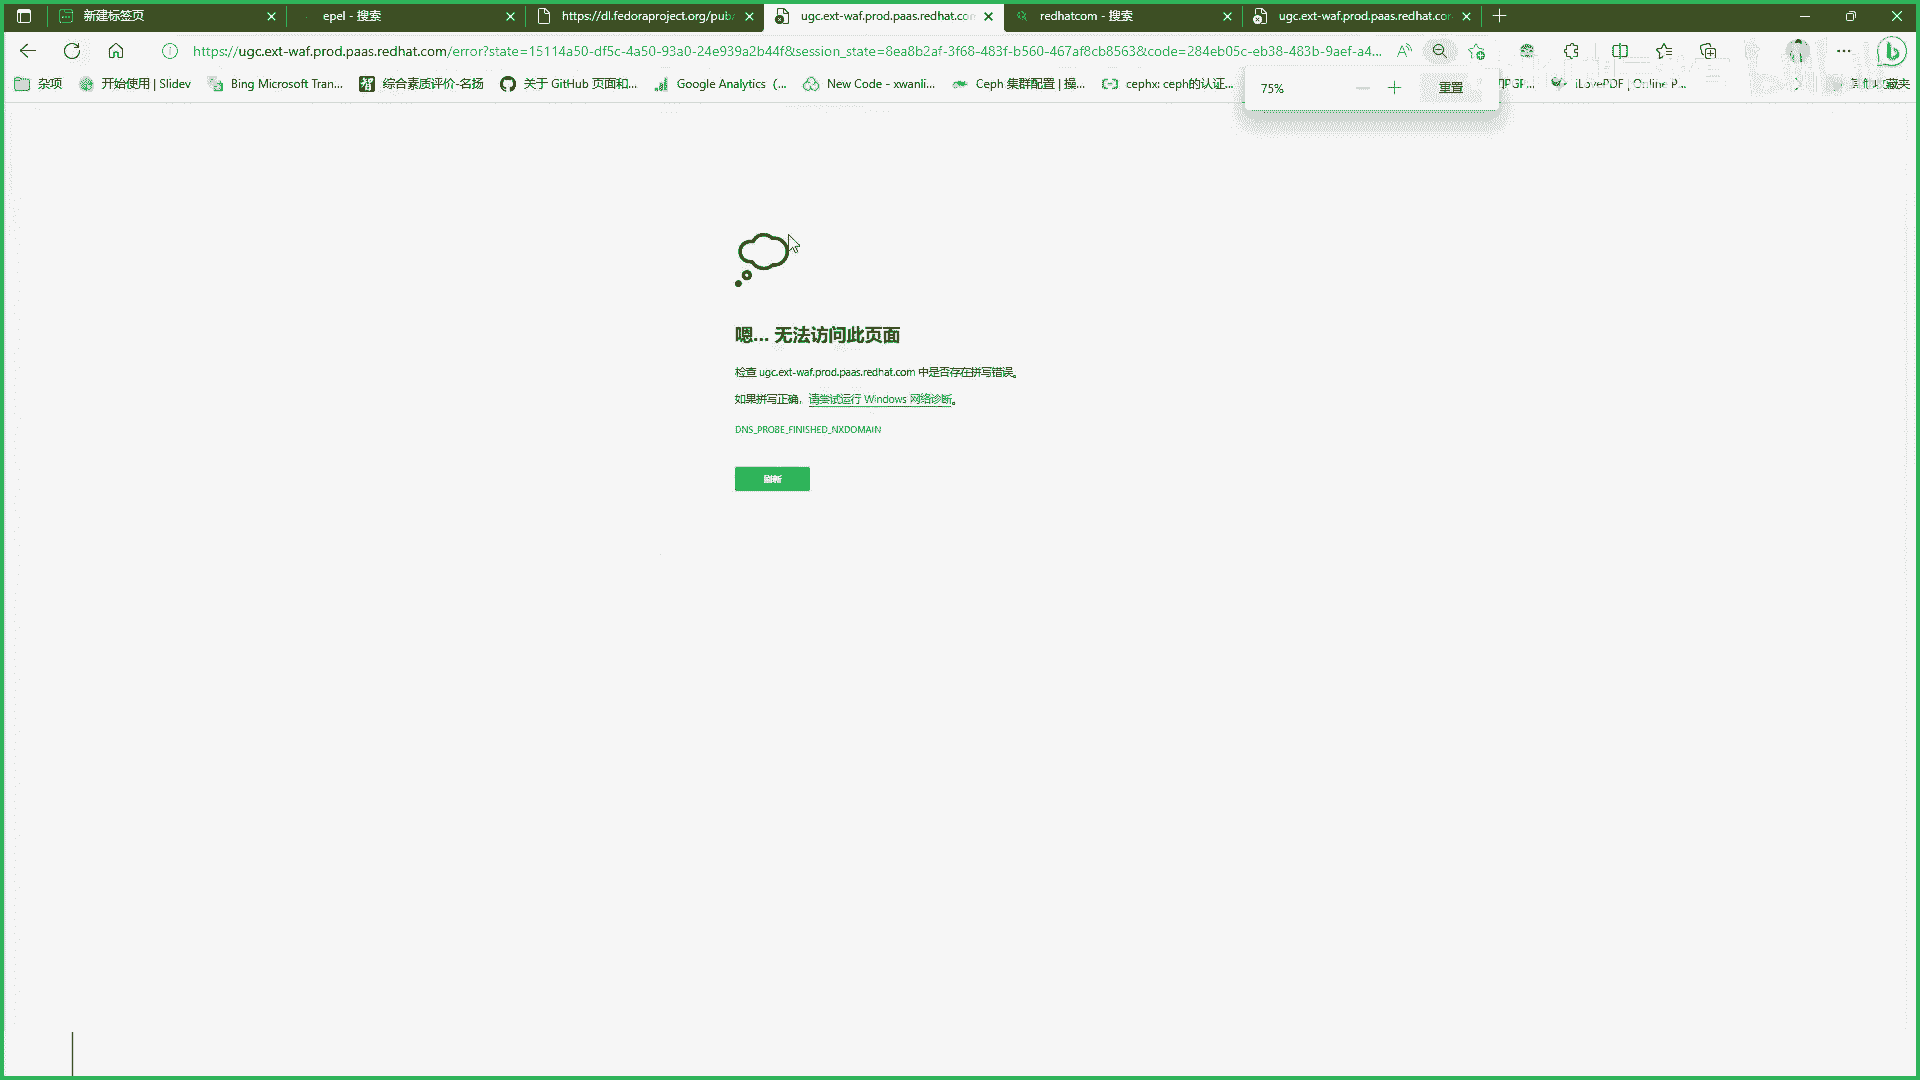 新建标签页
epel - 搜索
https://dl.fedoraproject.org/pub/
ugc.ext-waf.prod.paas.redhat.com
redhatcom - 搜索
ugc.ext-waf.prod.paas.redhat.cor
https://ugc.ext-waf.prod.paas.redhat.com/error?state=15114a50-df5c-4a50-93a0-24e939a2b44f&session_state=8ea8b2af-3f68-483f-b560-467af8cb85638&code=284eb05c-eb38-483b-9aef-a4...
杂项
开始使用 | Slidev
Bing Microsoft Tran...
综合素质评价-名扬
关于 GitHub 页面和...
Google Analytics (...
New Code - xwanli...
Ceph 集群配置 | 操...
cephx: ceph的认证...
iLovePDF | Online P...
75%
重置
嗯... 无法访问此页面
检查 ugc.ext-waf.prod.paas.redhat.com 中是否存在拼写错误。
如果拼写正确，请尝试运行 Windows 网络诊断。
DNS_PROBE_FINISHED_NXDOMAIN
刷新